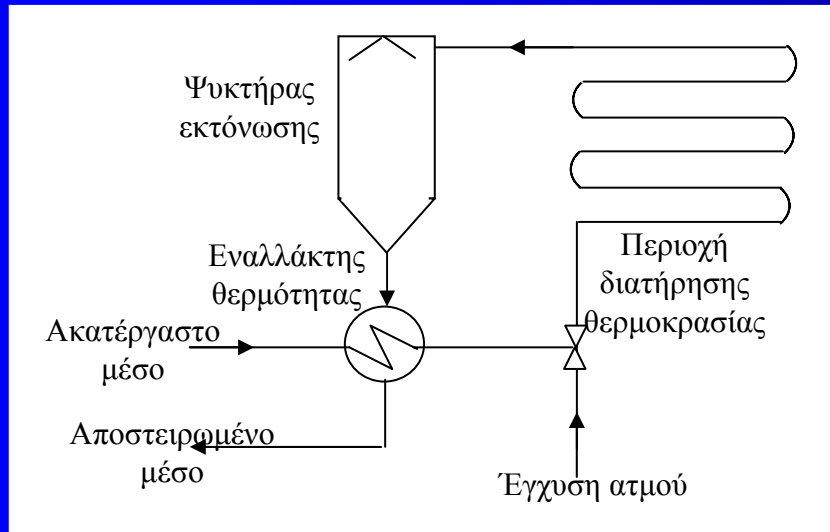 Ψυκτήρας
εκτόνωσης
Εναλλάκτης
θερμότητας
Περιοχή
διατήρησης
θερμοκρασίας
Ακατέργαστο
μέσο
Αποστειρωμένο
μέσο
Έγχυση ατμού